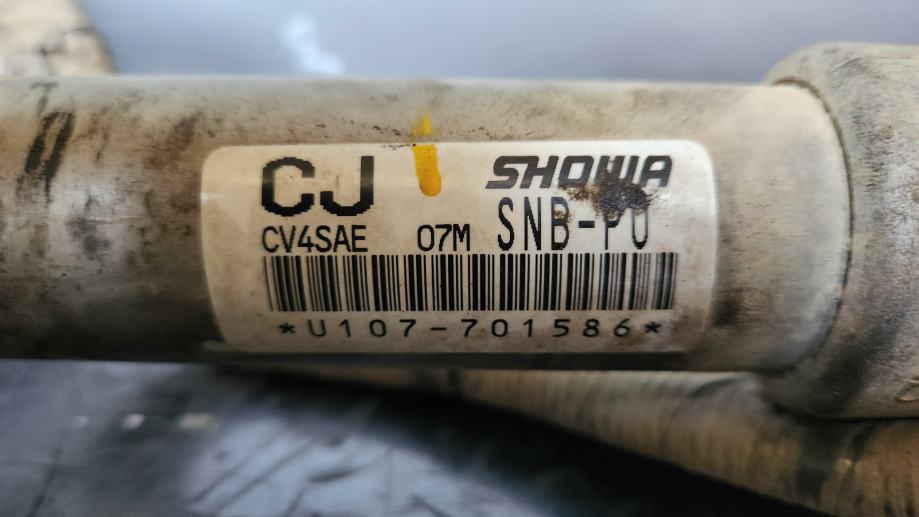 CJ SHOWA
CV4SAE 07M SNB-P0
*U107-701586*